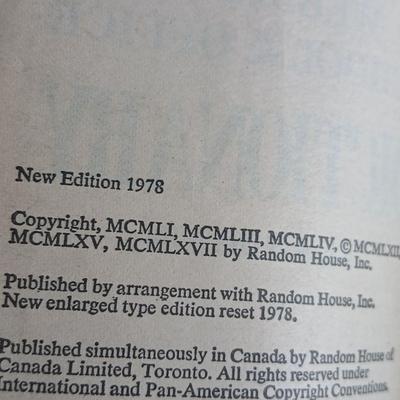 New Edition 1978
Copyright, MCMLI, MCMLIII, MCMLIV, © MCMLXII,
MCMLXV, MCMLXVII by Random House, Inc.
Published by arrangement with Random House, Inc.
New enlarged type edition reset 1978.
Published simultaneously in Canada by Random House of
Canada Limited, Toronto. All rights reserved under
International and Pan-American Copyright Conventions.